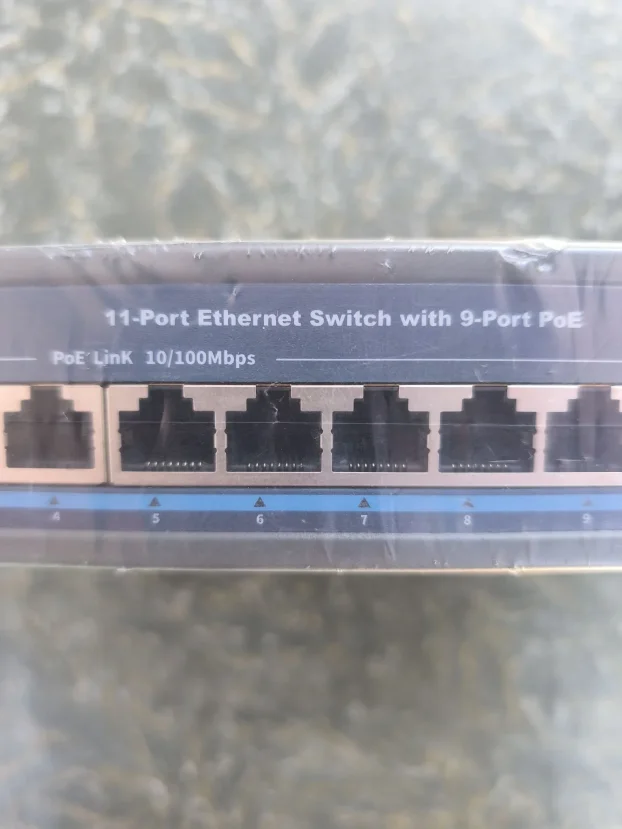 11-Port Ethernet Switch with 9-Port PoE
PoE LinK 10/100Mbps
4 5 6 7 8 9